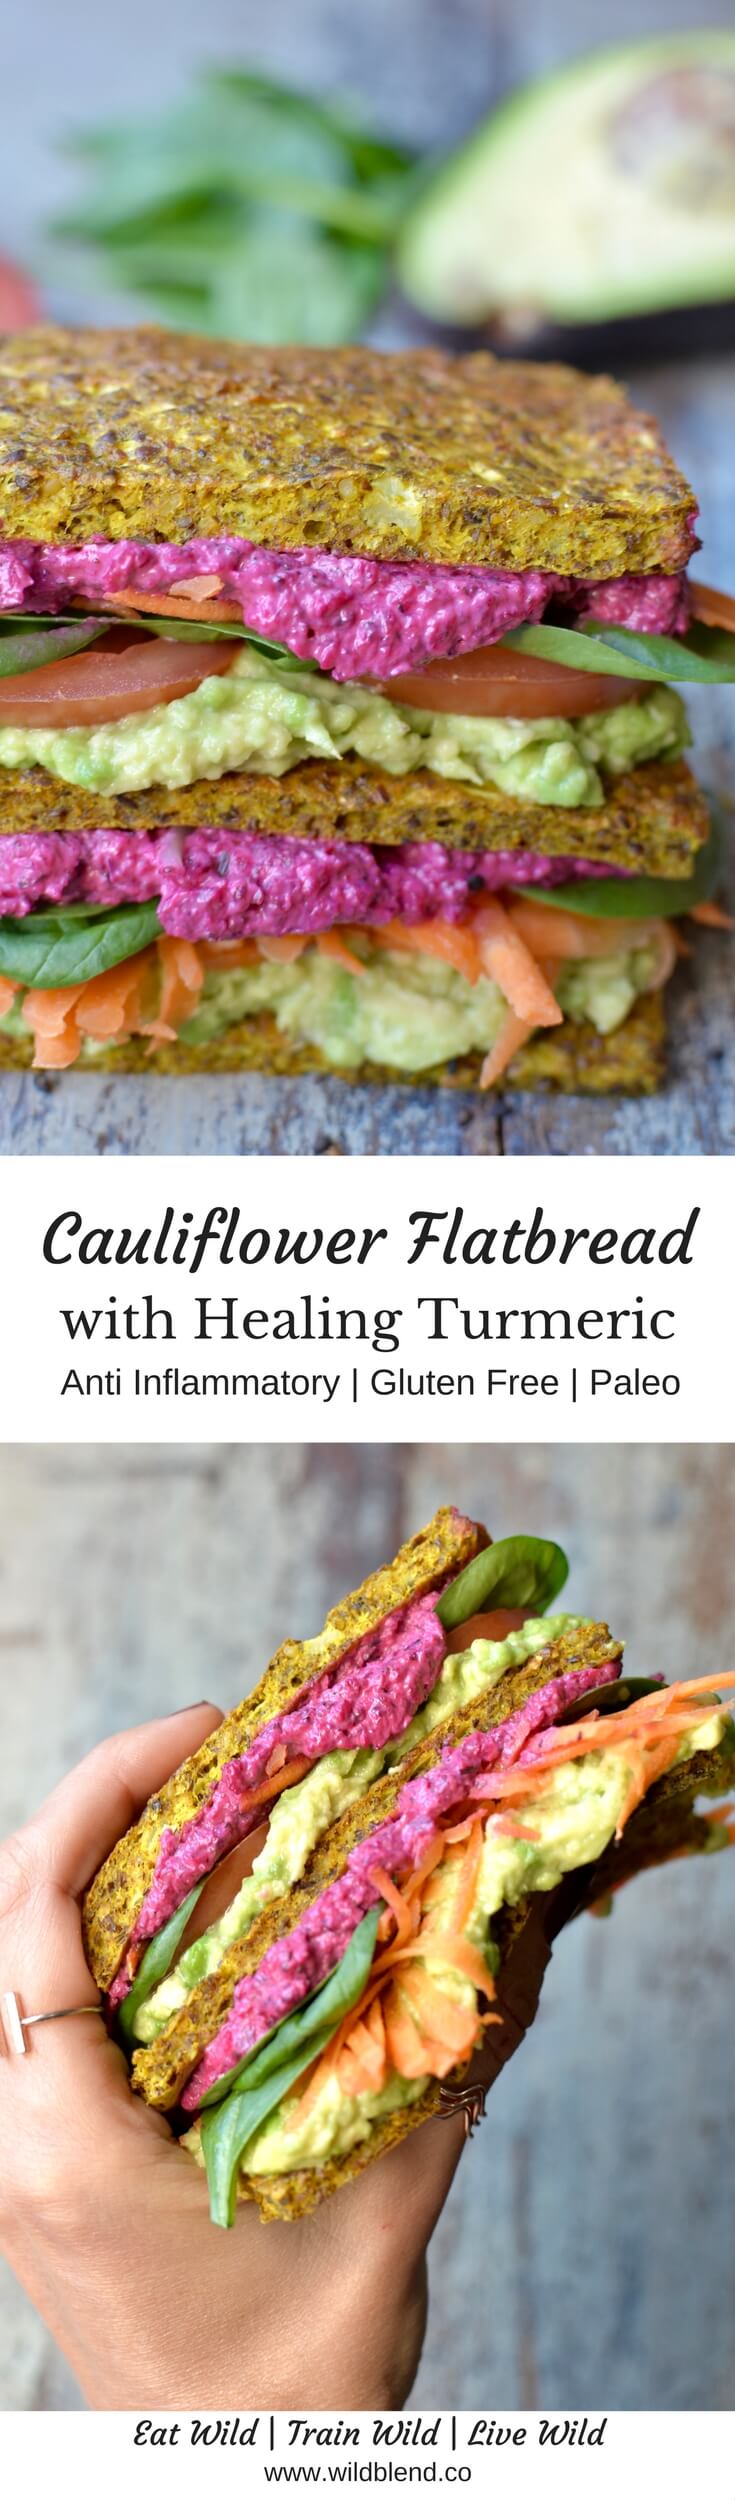 Cauliflower Flatbread
with Healing Turmeric
Anti Inflammatory | Gluten Free | Paleo
Eat Wild | Train Wild | Live Wild
www.wildblend.co